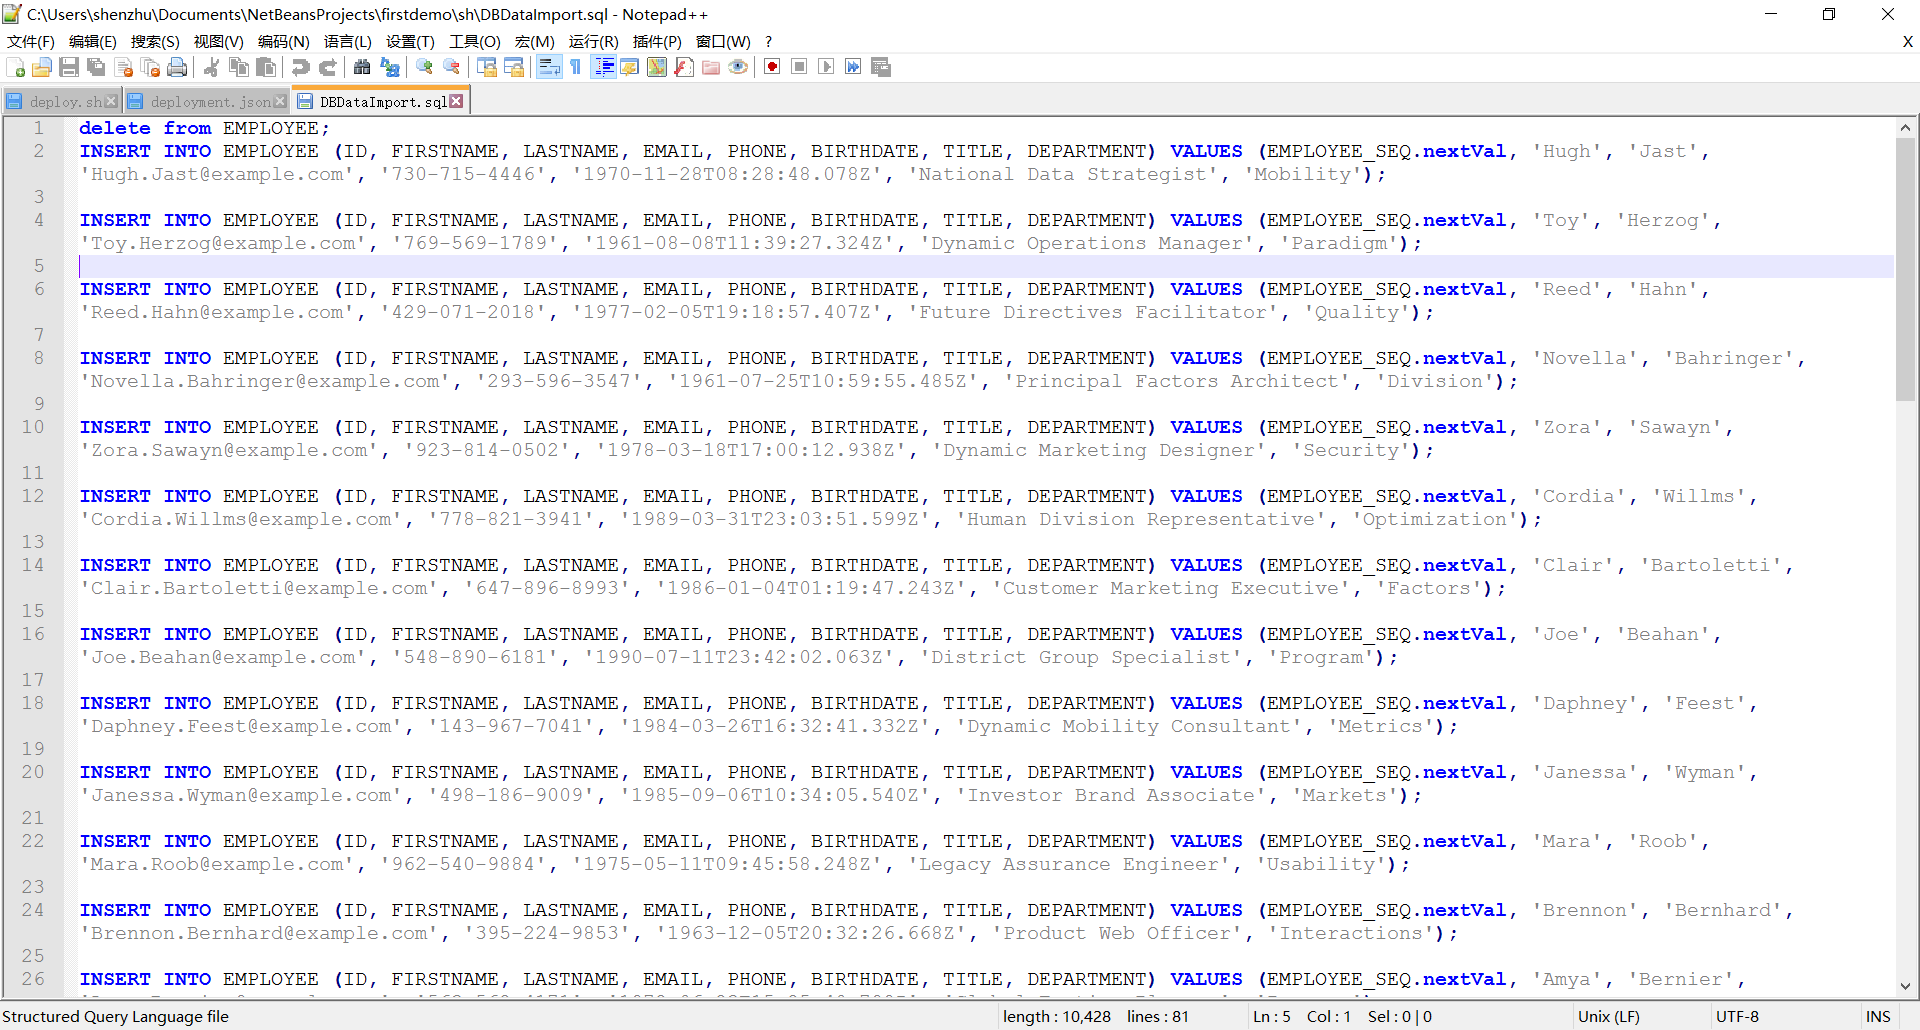 C:\Users\shenzhu\Documents\NetBeansProjects\firstdemo\sh\DBDataImport.sql - Notepad++
文件(F) 编辑(E) 搜索(S) 视图(V) 编码(N) 语言(L) 设置(T) 工具(O) 宏(M) 运行(R) 插件(P) 窗口(W) ? X
deploy.sh deployment.json DBDataImport.sql
1 delete from EMPLOYEE;
2 INSERT INTO EMPLOYEE (ID, FIRSTNAME, LASTNAME, EMAIL, PHONE, BIRTHDATE, TITLE, DEPARTMENT) VALUES (EMPLOYEE_SEQ.nextVal, 'Hugh', 'Jast',
'Hugh.Jast@example.com', '730-715-4446', '1970-11-28T08:28:48.078Z', 'National Data Strategist', 'Mobility');
3
4 INSERT INTO EMPLOYEE (ID, FIRSTNAME, LASTNAME, EMAIL, PHONE, BIRTHDATE, TITLE, DEPARTMENT) VALUES (EMPLOYEE_SEQ.nextVal, 'Toy', 'Herzog',
'Toy.Herzog@example.com', '769-569-1789', '1961-08-08T11:39:27.324Z', 'Dynamic Operations Manager', 'Paradigm');
5
6 INSERT INTO EMPLOYEE (ID, FIRSTNAME, LASTNAME, EMAIL, PHONE, BIRTHDATE, TITLE, DEPARTMENT) VALUES (EMPLOYEE_SEQ.nextVal, 'Reed', 'Hahn',
'Reed.Hahn@example.com', '429-071-2018', '1977-02-05T19:18:57.407Z', 'Future Directives Facilitator', 'Quality');
7
8 INSERT INTO EMPLOYEE (ID, FIRSTNAME, LASTNAME, EMAIL, PHONE, BIRTHDATE, TITLE, DEPARTMENT) VALUES (EMPLOYEE_SEQ.nextVal, 'Novella', 'Bahringer',
'Novella.Bahringer@example.com', '293-596-3547', '1961-07-25T10:59:55.485Z', 'Principal Factors Architect', 'Division');
9
10 INSERT INTO EMPLOYEE (ID, FIRSTNAME, LASTNAME, EMAIL, PHONE, BIRTHDATE, TITLE, DEPARTMENT) VALUES (EMPLOYEE_SEQ.nextVal, 'Zora', 'Sawayn',
'Zora.Sawayn@example.com', '923-814-0502', '1978-03-18T17:00:12.938Z', 'Dynamic Marketing Designer', 'Security');
11
12 INSERT INTO EMPLOYEE (ID, FIRSTNAME, LASTNAME, EMAIL, PHONE, BIRTHDATE, TITLE, DEPARTMENT) VALUES (EMPLOYEE_SEQ.nextVal, 'Cordia', 'Willms',
'Cordia.Willms@example.com', '778-821-3941', '1989-03-31T23:03:51.599Z', 'Human Division Representative', 'Optimization');
13
14 INSERT INTO EMPLOYEE (ID, FIRSTNAME, LASTNAME, EMAIL, PHONE, BIRTHDATE, TITLE, DEPARTMENT) VALUES (EMPLOYEE_SEQ.nextVal, 'Clair', 'Bartoletti',
'Clair.Bartoletti@example.com', '647-896-8993', '1986-01-04T01:19:47.243Z', 'Customer Marketing Executive', 'Factors');
15
16 INSERT INTO EMPLOYEE (ID, FIRSTNAME, LASTNAME, EMAIL, PHONE, BIRTHDATE, TITLE, DEPARTMENT) VALUES (EMPLOYEE_SEQ.nextVal, 'Joe', 'Beahan',
'Joe.Beahan@example.com', '548-890-6181', '1990-07-11T23:42:02.063Z', 'District Group Specialist', 'Program');
17
18 INSERT INTO EMPLOYEE (ID, FIRSTNAME, LASTNAME, EMAIL, PHONE, BIRTHDATE, TITLE, DEPARTMENT) VALUES (EMPLOYEE_SEQ.nextVal, 'Daphney', 'Feest',
'Daphney.Feest@example.com', '143-967-7041', '1984-03-26T16:32:41.332Z', 'Dynamic Mobility Consultant', 'Metrics');
19
20 INSERT INTO EMPLOYEE (ID, FIRSTNAME, LASTNAME, EMAIL, PHONE, BIRTHDATE, TITLE, DEPARTMENT) VALUES (EMPLOYEE_SEQ.nextVal, 'Janessa', 'Wyman',
'Janessa.Wyman@example.com', '498-186-9009', '1985-09-06T10:34:05.540Z', 'Investor Brand Associate', 'Markets');
21
22 INSERT INTO EMPLOYEE (ID, FIRSTNAME, LASTNAME, EMAIL, PHONE, BIRTHDATE, TITLE, DEPARTMENT) VALUES (EMPLOYEE_SEQ.nextVal, 'Mara', 'Roob',
'Mara.Roob@example.com', '962-540-9884', '1975-05-11T09:45:58.248Z', 'Legacy Assurance Engineer', 'Usability');
23
24 INSERT INTO EMPLOYEE (ID, FIRSTNAME, LASTNAME, EMAIL, PHONE, BIRTHDATE, TITLE, DEPARTMENT) VALUES (EMPLOYEE_SEQ.nextVal, 'Brennon', 'Bernhard',
'Brennon.Bernhard@example.com', '395-224-9853', '1963-12-05T20:32:26.668Z', 'Product Web Officer', 'Interactions');
25
26 INSERT INTO EMPLOYEE (ID, FIRSTNAME, LASTNAME, EMAIL, PHONE, BIRTHDATE, TITLE, DEPARTMENT) VALUES (EMPLOYEE_SEQ.nextVal, 'Amya', 'Bernier',
Structured Query Language file length : 10,428 lines : 81 Ln : 5 Col : 1 Sel : 0 | 0 Unix (LF) UTF-8 INS